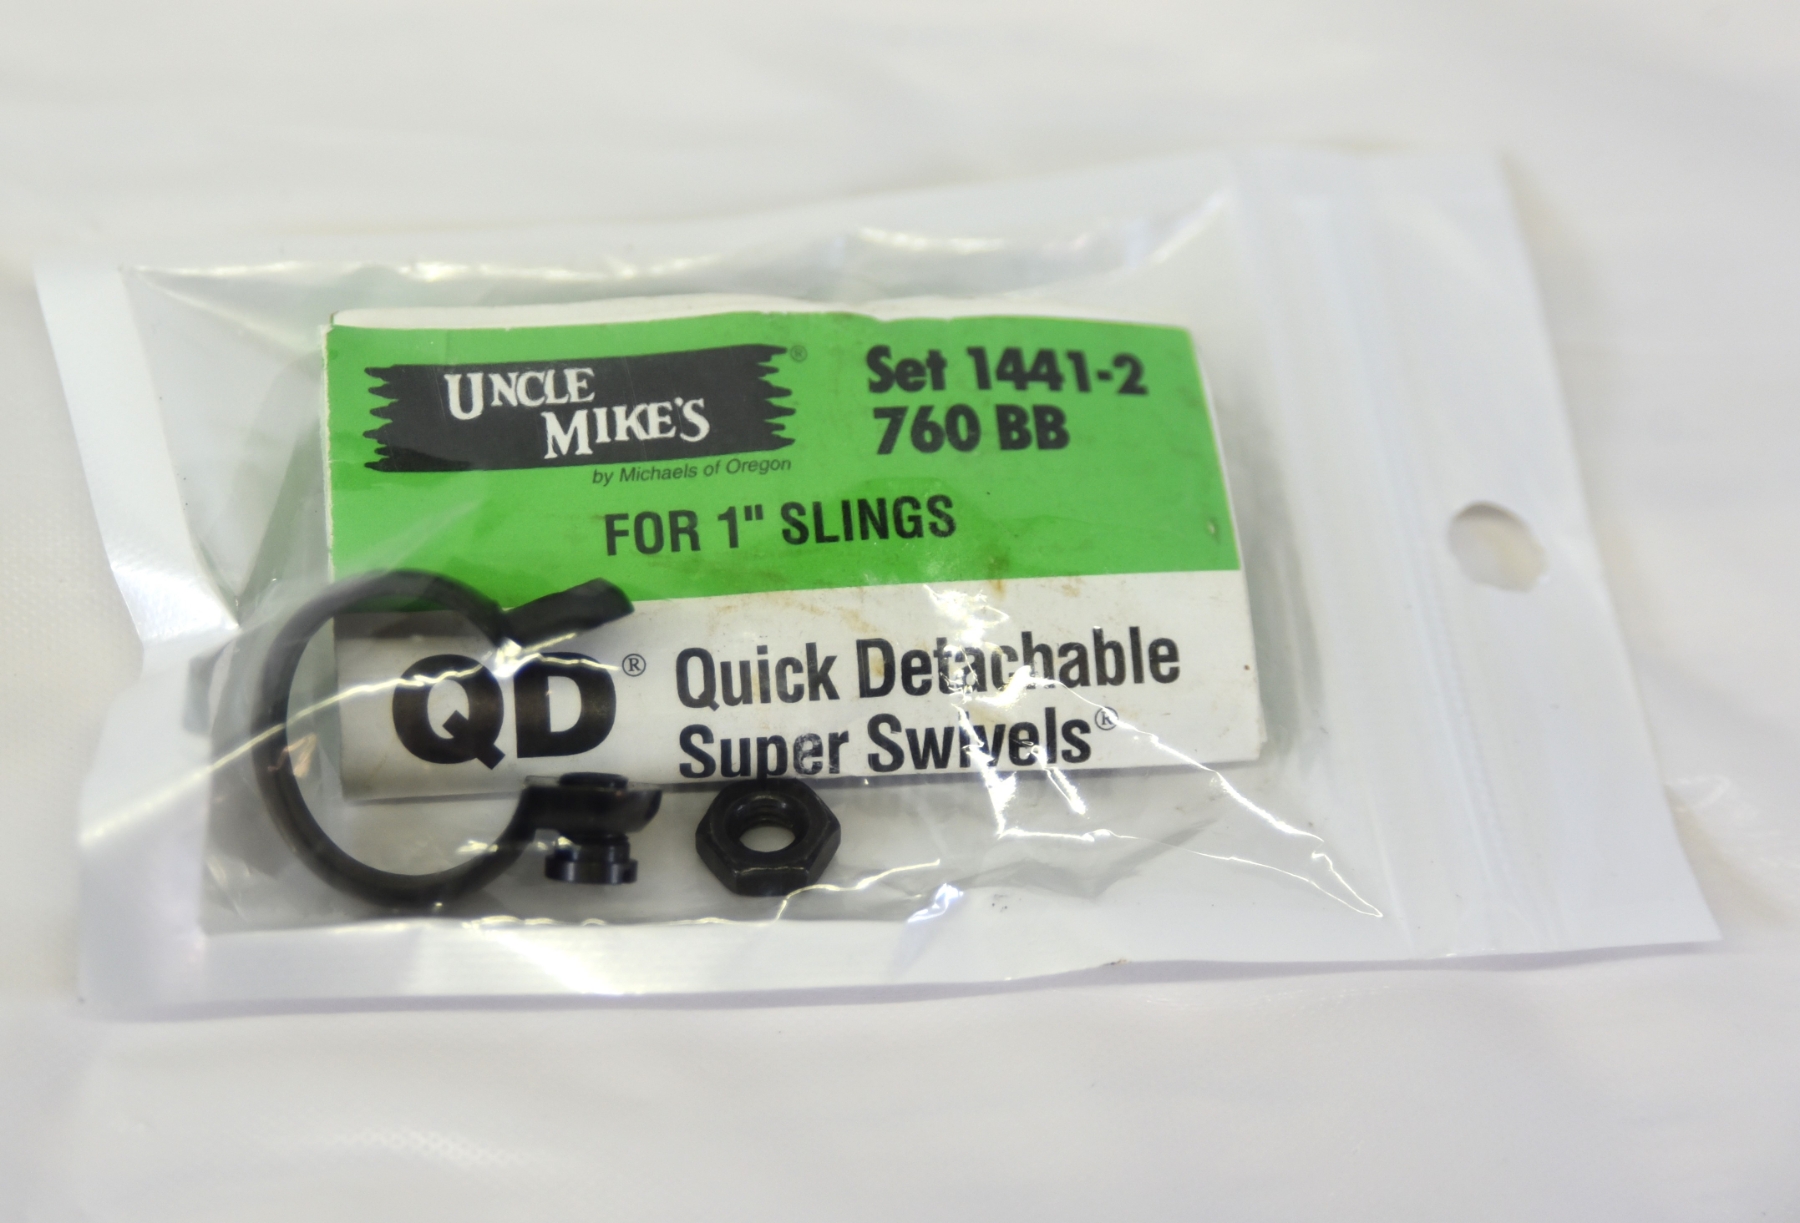 UNCLE
MIKE'S®
by Michaels of Oregon
Set 1441-2
760 BB
FOR 1" SLINGS
QD®
Quick Detachable
Super Swivels®